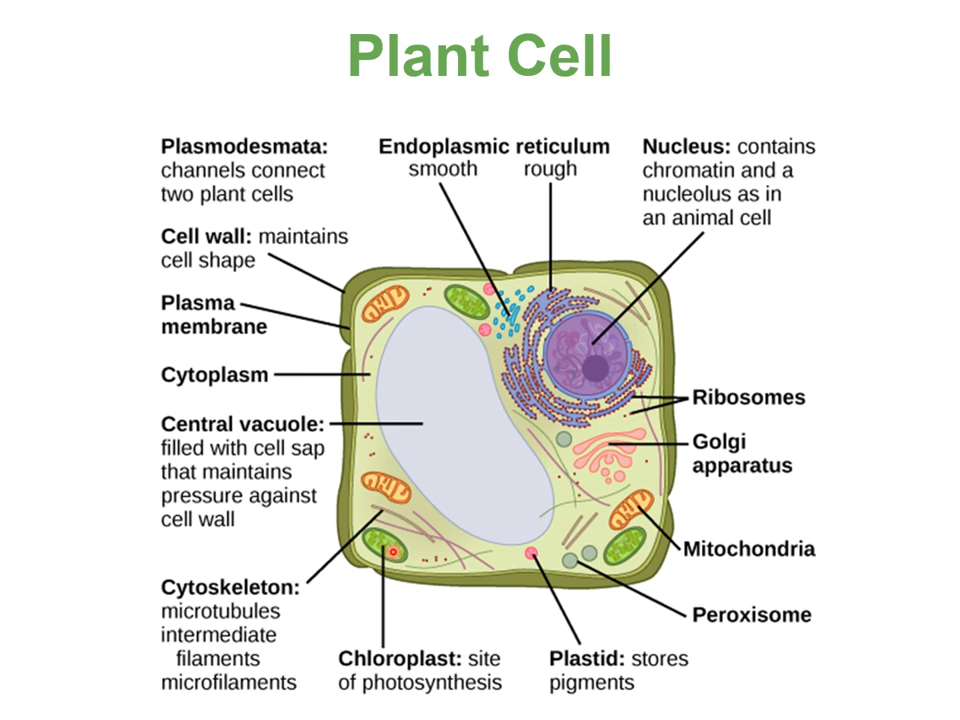 Plant Cell
Plasmodesmata:
channels connect
two plant cells
Endoplasmic reticulum
smooth rough
Nucleus: contains
chromatin and a
nucleolus as in
an animal cell
Cell wall: maintains
cell shape
Plasma
membrane
Cytoplasm
Central vacuole:
filled with cell sap
that maintains
pressure against
cell wall
Ribosomes
Golgi
apparatus
Mitochondria
Peroxisome
Cytoskeleton:
microtubules
intermediate
filaments
microfilaments
Chloroplast: site
of photosynthesis
Plastid: stores
pigments